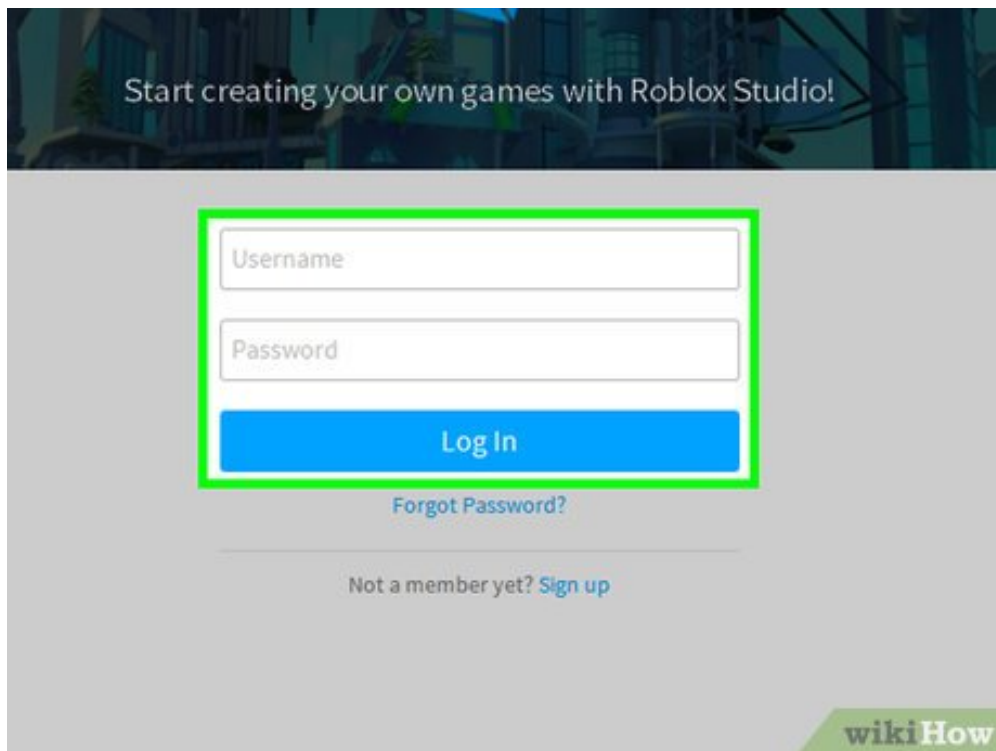 Start creating your own games with Roblox Studio!
Username
Password
Log In
Forgot Password?
Not a member yet? Sign up
wikiHow